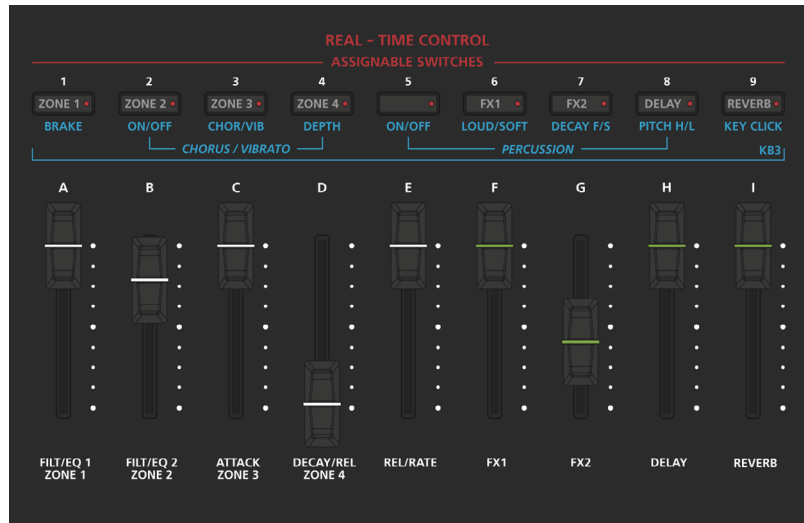 REAL - TIME CONTROL
ASSIGNABLE SWITCHES
1 2 3 4 5 6 7 8 9
ZONE 1 ZONE 2 ZONE 3 ZONE 4 FX1 FX2 DELAY REVERB
BRAKE ON/OFF CHOR/VIB DEPTH ON/OFF LOUD/SOFT DECAY F/S PITCH H/L KEY CLICK
CHORUS / VIBRATO PERCUSSION KB3
A B C D E F G H I
FILT/EQ 1 FILT/EQ 2 ATTACK DECAY/REL REL/RATE FX1 FX2 DELAY REVERB
ZONE 1 ZONE 2 ZONE 3 ZONE 4